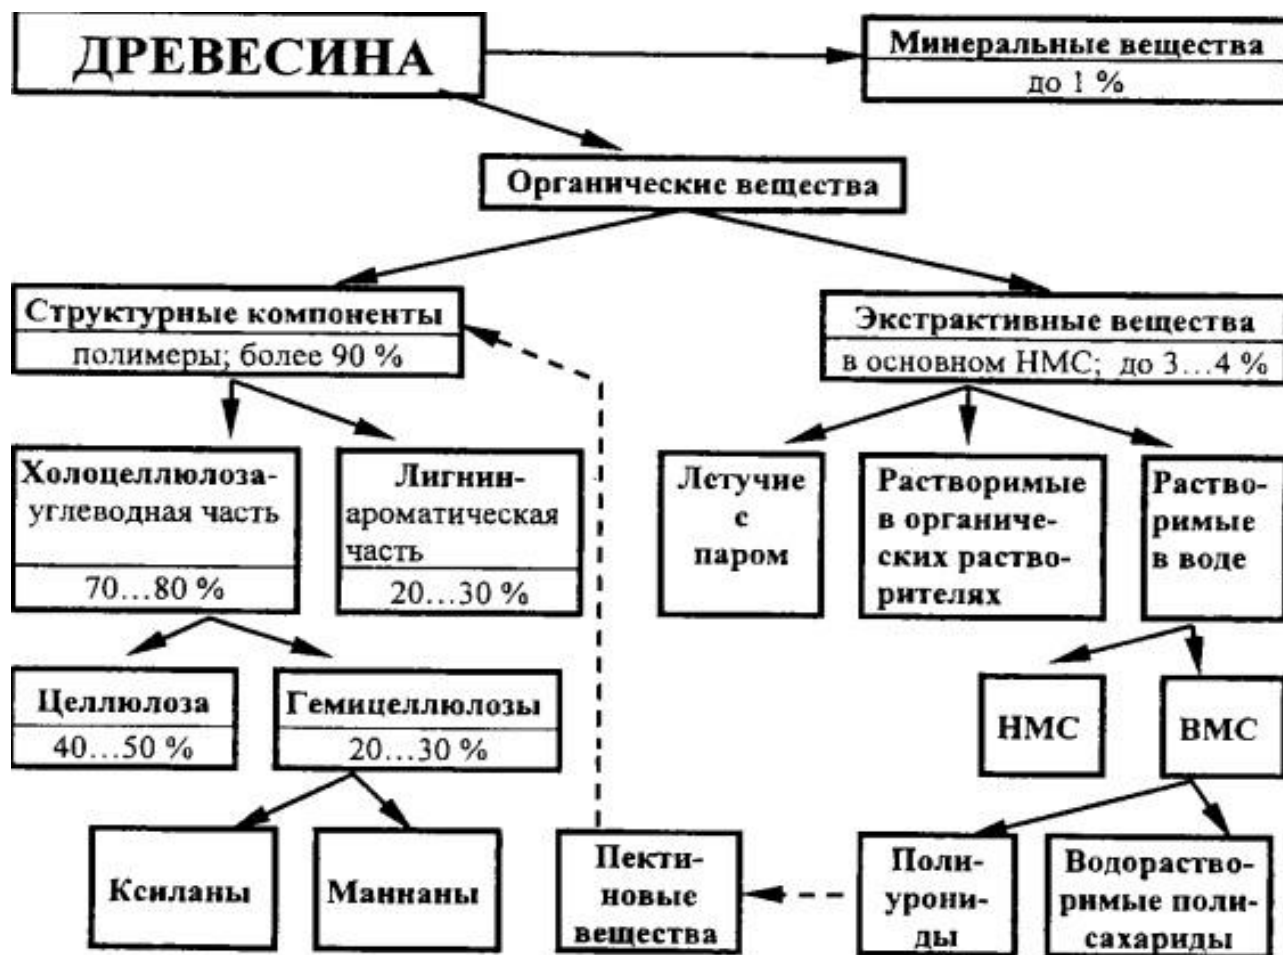 ДРЕВЕСИНА
Минеральные вещества
до 1 %
Органические вещества
Структурные компоненты
полимеры; более 90 %
Экстрактивные вещества
в основном НМС; до 3…4 %
Холоцеллюлоза-
углеводная часть
70…80 %
Лигнин-
ароматическая
часть
20…30 %
Летучие
с
паром
Растворимые
в органиче-
ских раство-
рителях
Раство-
римые
в воде
Целлюлоза
40…50 %
Гемицеллюлозы
20…30 %
НМС
ВМС
Ксиланы
Маннаны
Пекти-
новые
вещества
Поли-
урони-
ды
Водораство-
римые поли-
сахариды